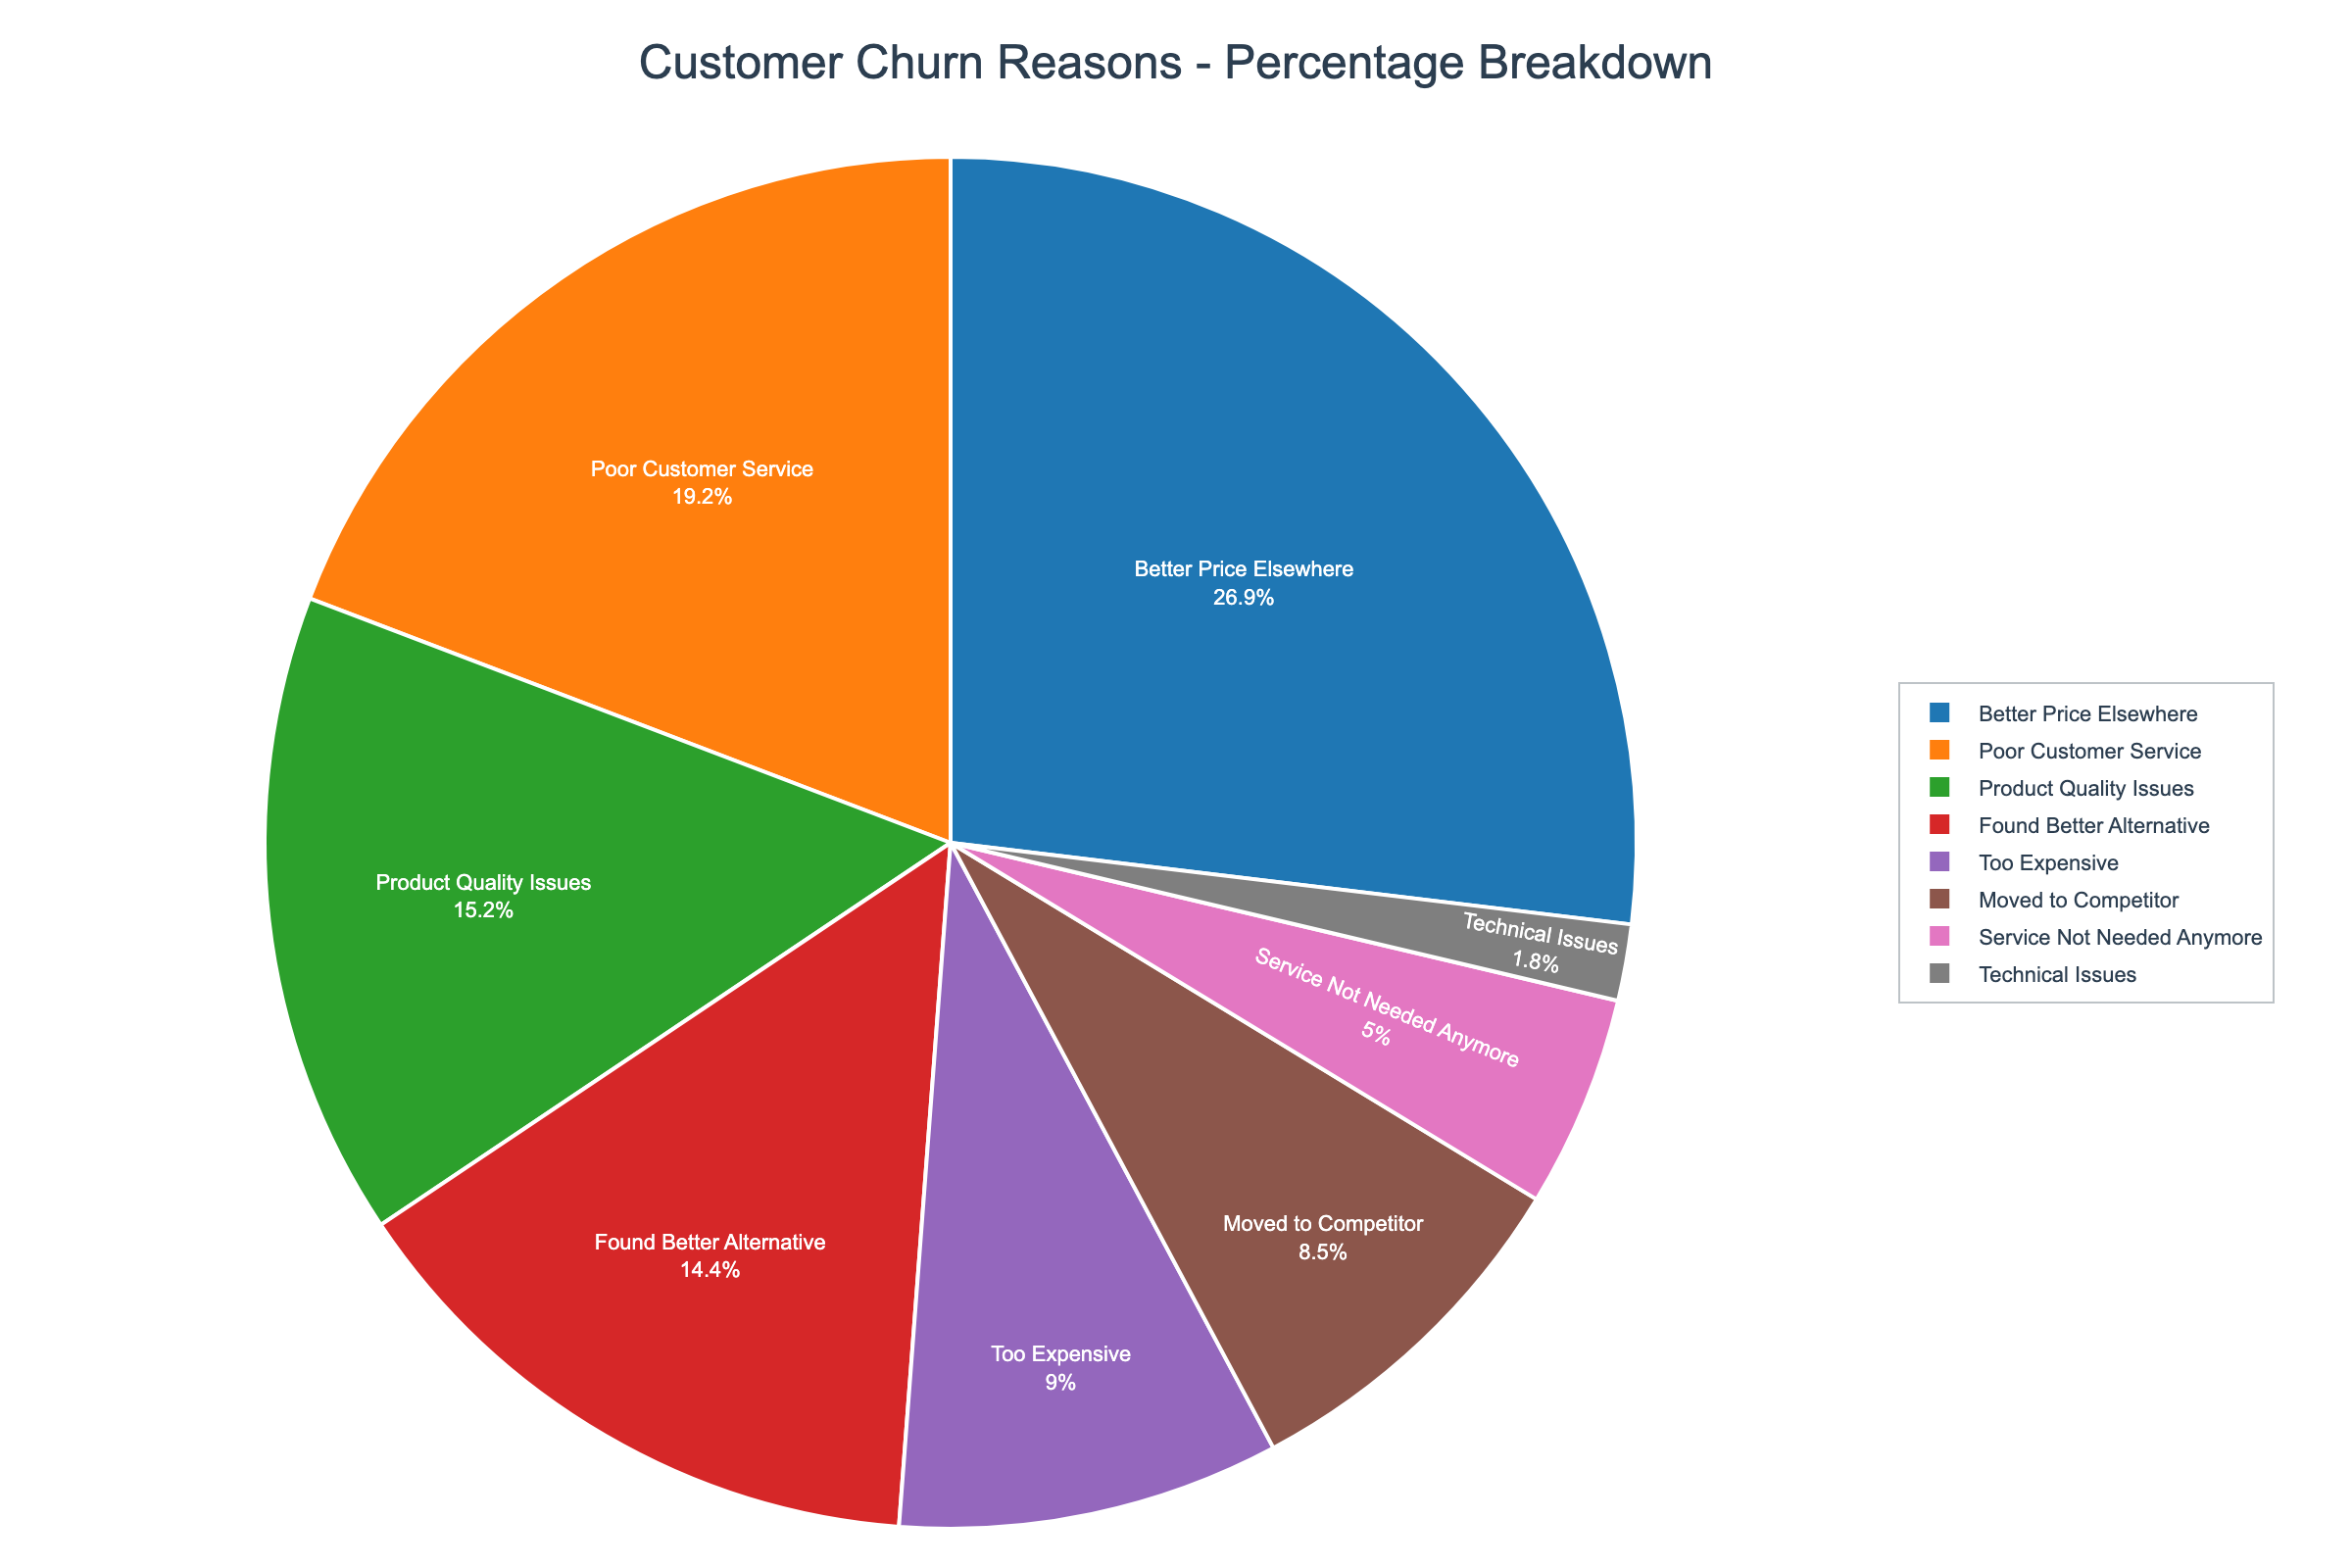 Customer Churn Reasons - Percentage Breakdown
Poor Customer Service
19.2%
Better Price Elsewhere
26.9%
Product Quality Issues
15.2%
Technical Issues
1.8%
Service Not Needed Anymore
5%
Found Better Alternative
14.4%
Moved to Competitor
8.5%
Too Expensive
9%
Better Price Elsewhere
Poor Customer Service
Product Quality Issues
Found Better Alternative
Too Expensive
Moved to Competitor
Service Not Needed Anymore
Technical Issues